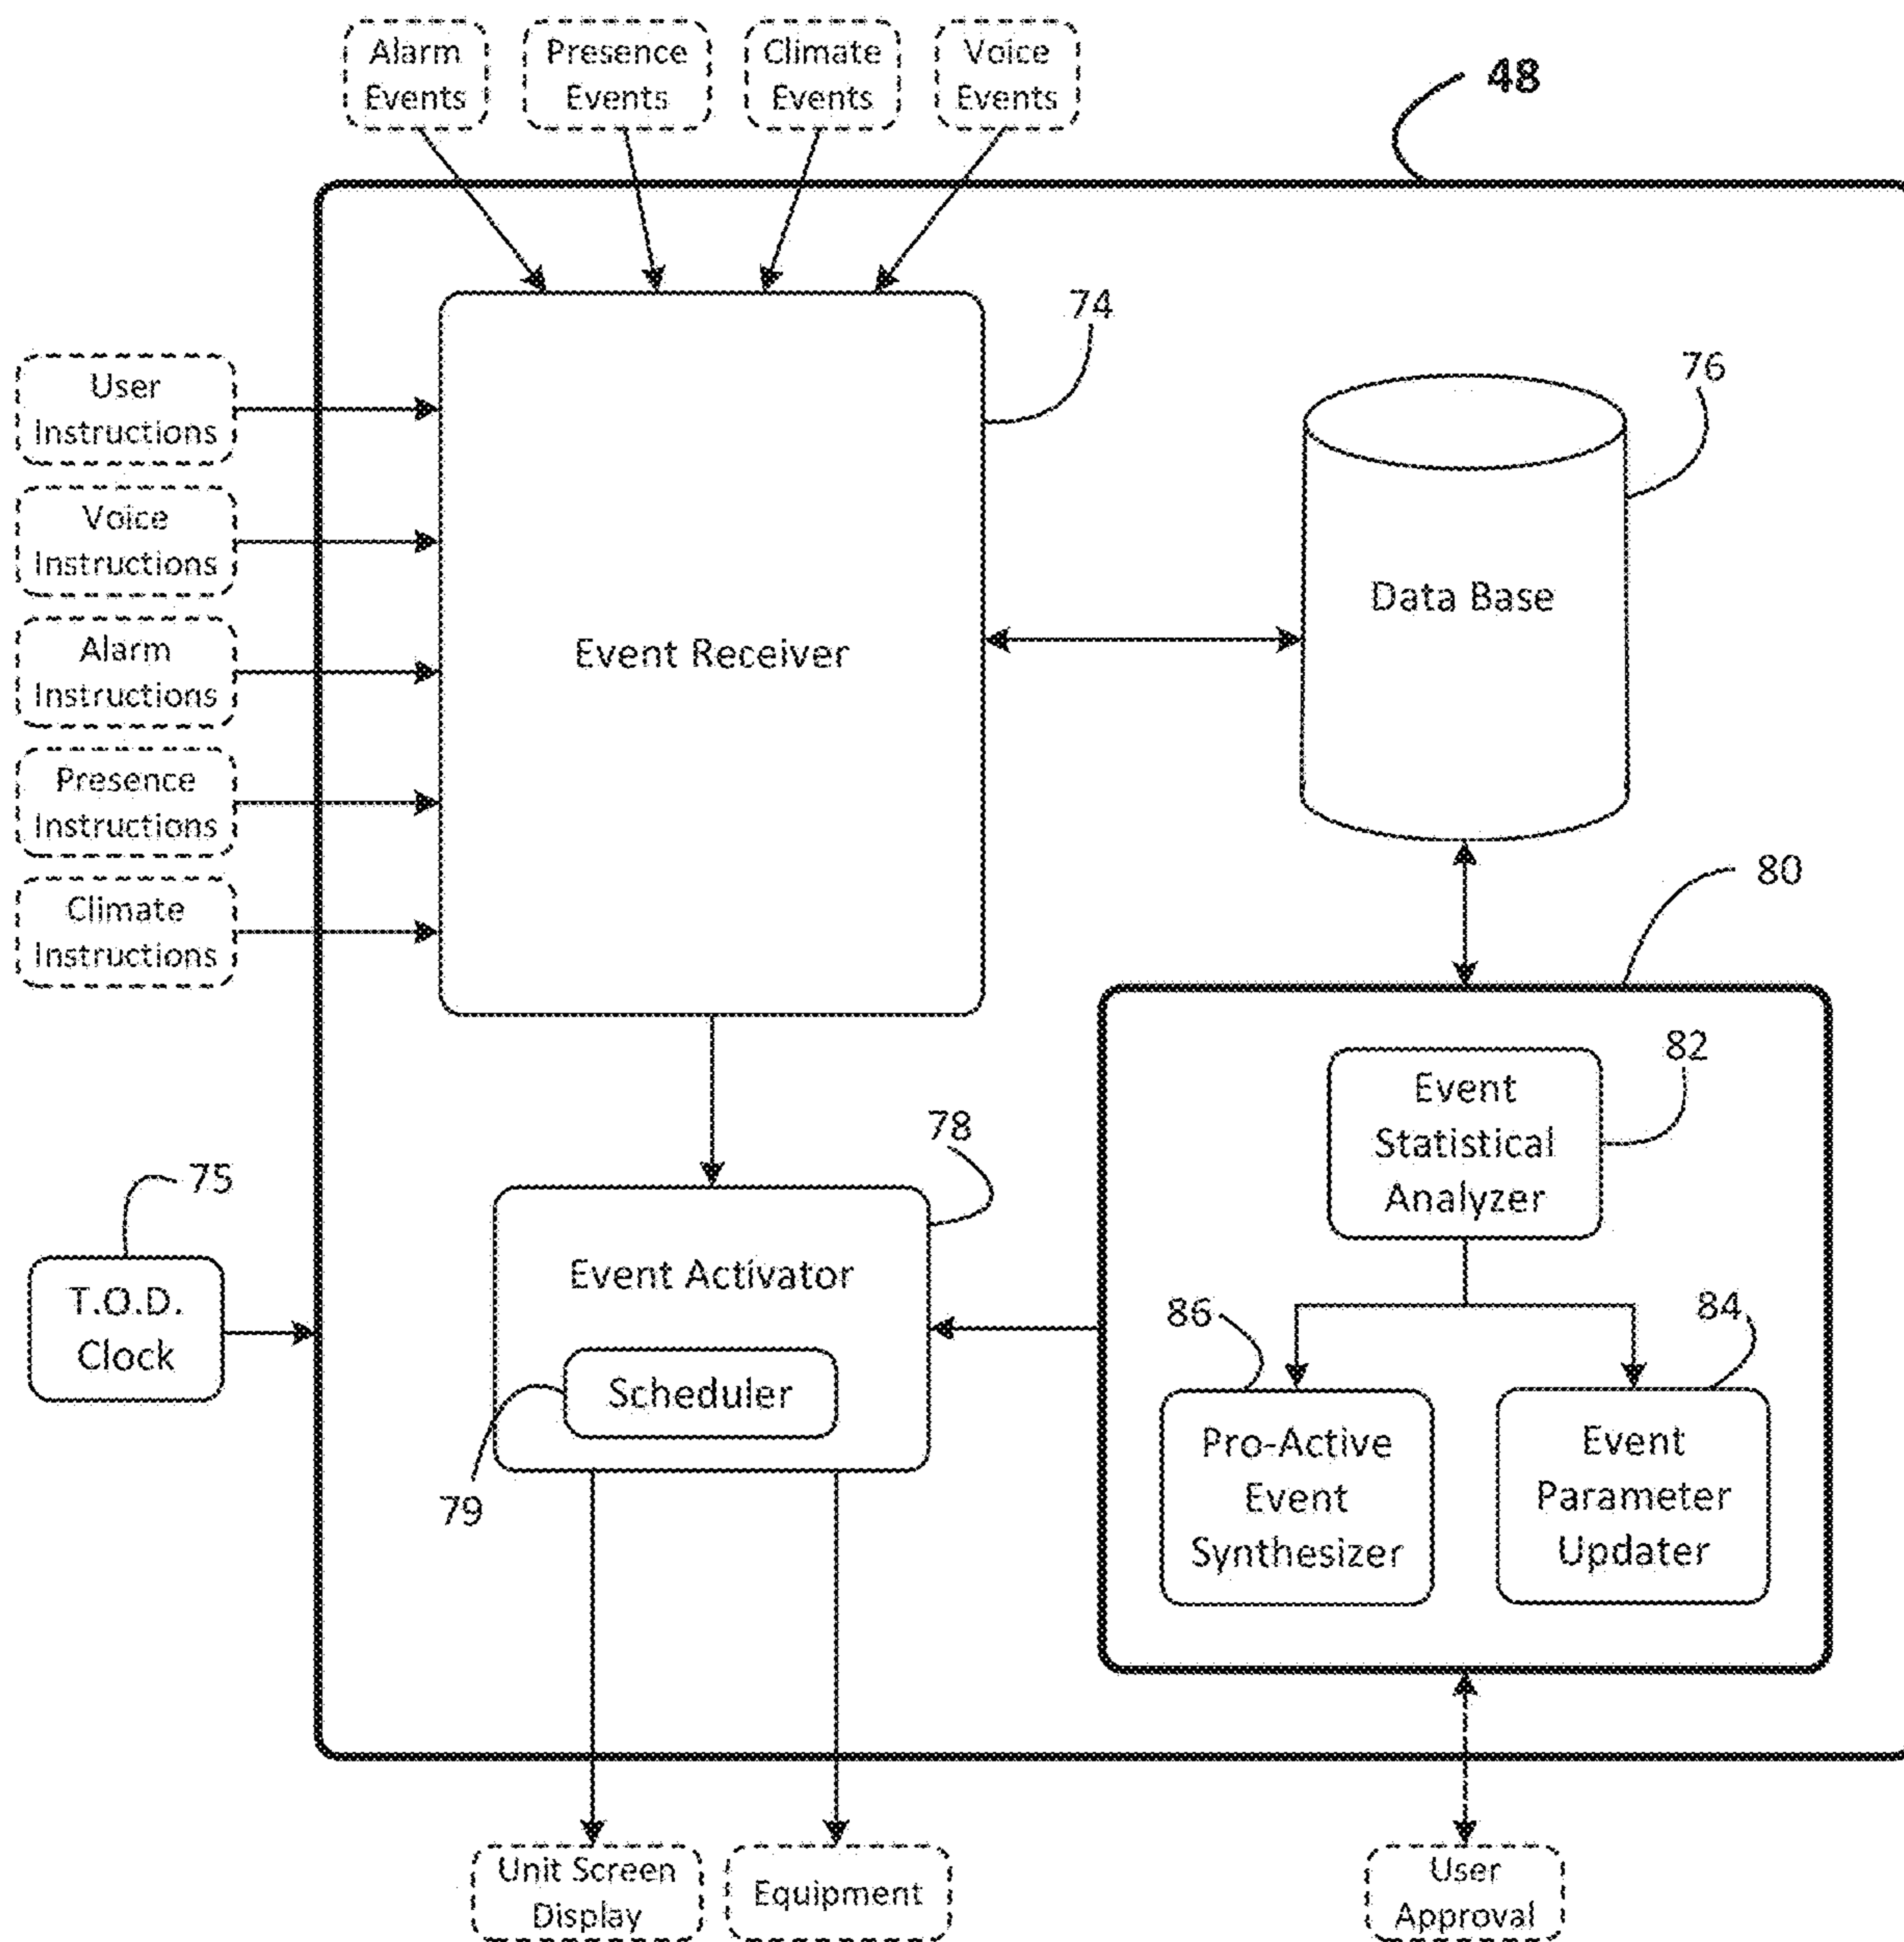 Alarm
Events
Presence
Events
Climate
Events
Voice
Events
48
74
User
Instructions
Voice
Instructions
Alarm
Instructions
Presence
Instructions
Climate
Instructions
Event Receiver
76
Data Base
80
82
Event
Statistical
Analyzer
78
75
T.O.D.
Clock
Event Activator
Scheduler
79
86
84
Pro-Active
Event
Synthesizer
Event
Parameter
Updater
Unit Screen
Display
Equipment
User
Approval